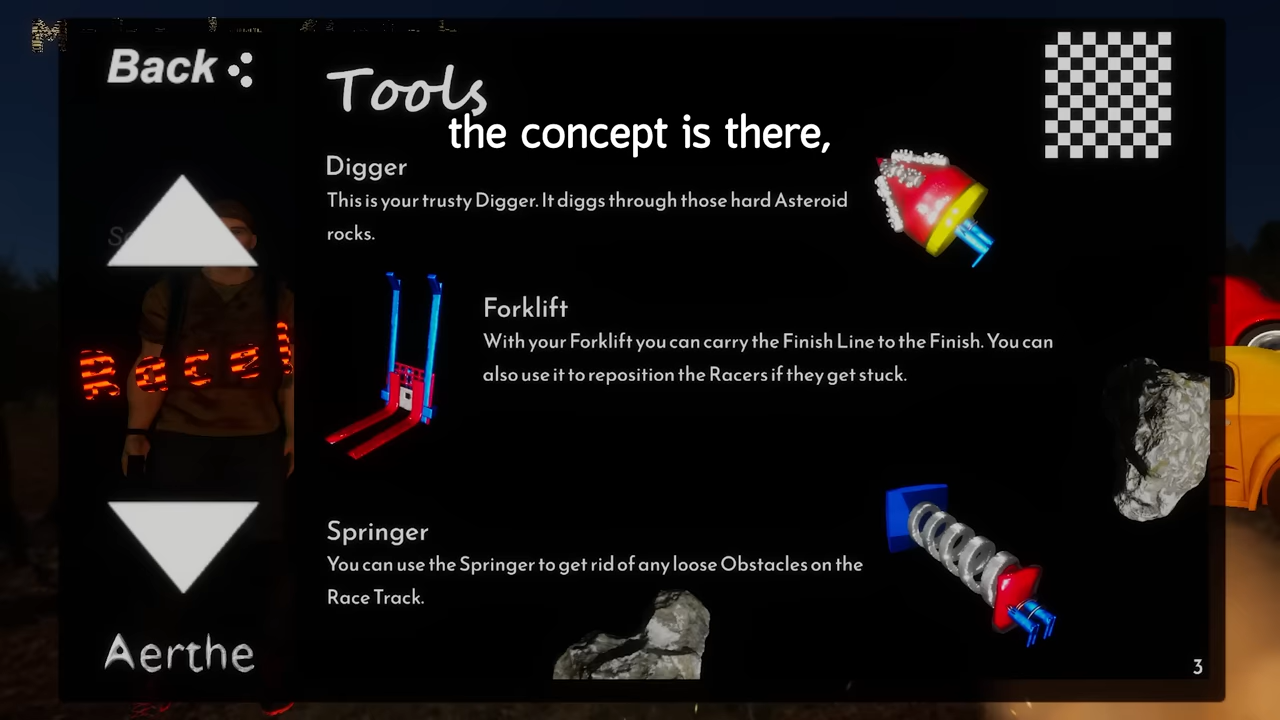 Back
Tools
the concept is there,
Digger
This is your trusty Digger. It diggs through those hard Asteroid
rocks.
Forklift
With your Forklift you can carry the Finish Line to the Finish. You can
also use it to reposition the Racers if they get stuck.
Race!
Springer
You can use the Springer to get rid of any loose Obstacles on the
Race Track.
Aerthe
3